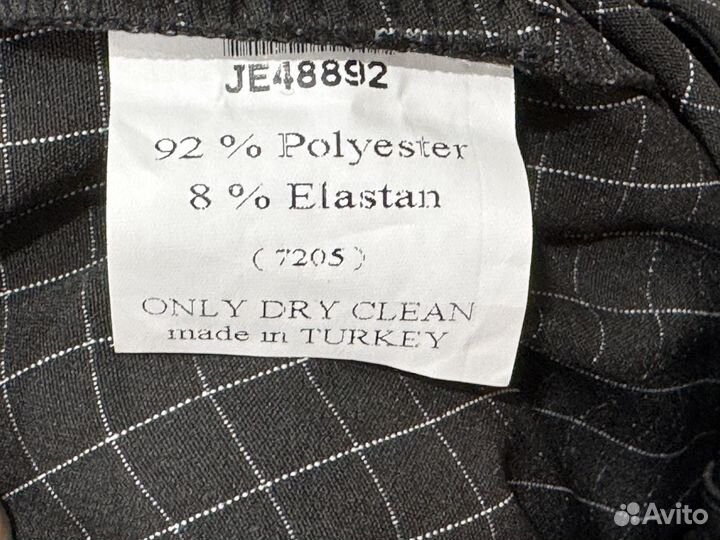 JE48892
92 % Polyester
8 % Elastan
( 7205 )
ONLY DRY CLEAN
made in TURKEY
Avito